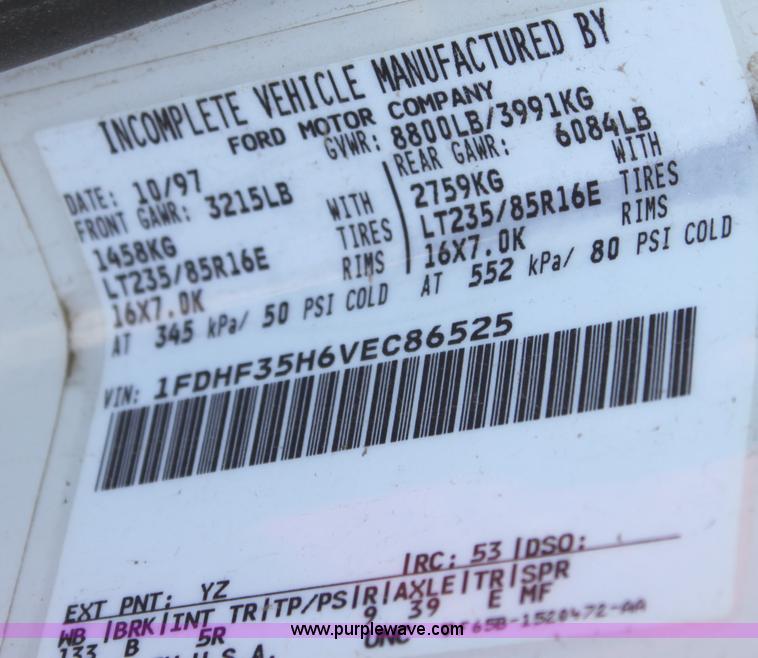 INCOMPLETE VEHICLE MANUFACTURED BY
FORD MOTOR COMPANY
DATE: 10/97 GVWR: 8800LB/3991KG
FRONT GAWR: 3215LB REAR GAWR: 6084LB
1458KG WITH 2759KG WITH
LT235/85R16E TIRES LT235/85R16E TIRES
16X7.0K RIMS 16X7.0K RIMS
AT 345 kPa/ 50 PSI COLD AT 552 kPa/ 80 PSI COLD
VIN: 1FDHF35H6VEC86525
EXT PNT: YZ |RC: 53 |DSO:
WB |BRK|INT TR|TP/PS|R|AXLE|TR|SPR
133 B 5R 9 39 E MF
U.S.A.
www.purplewave.com